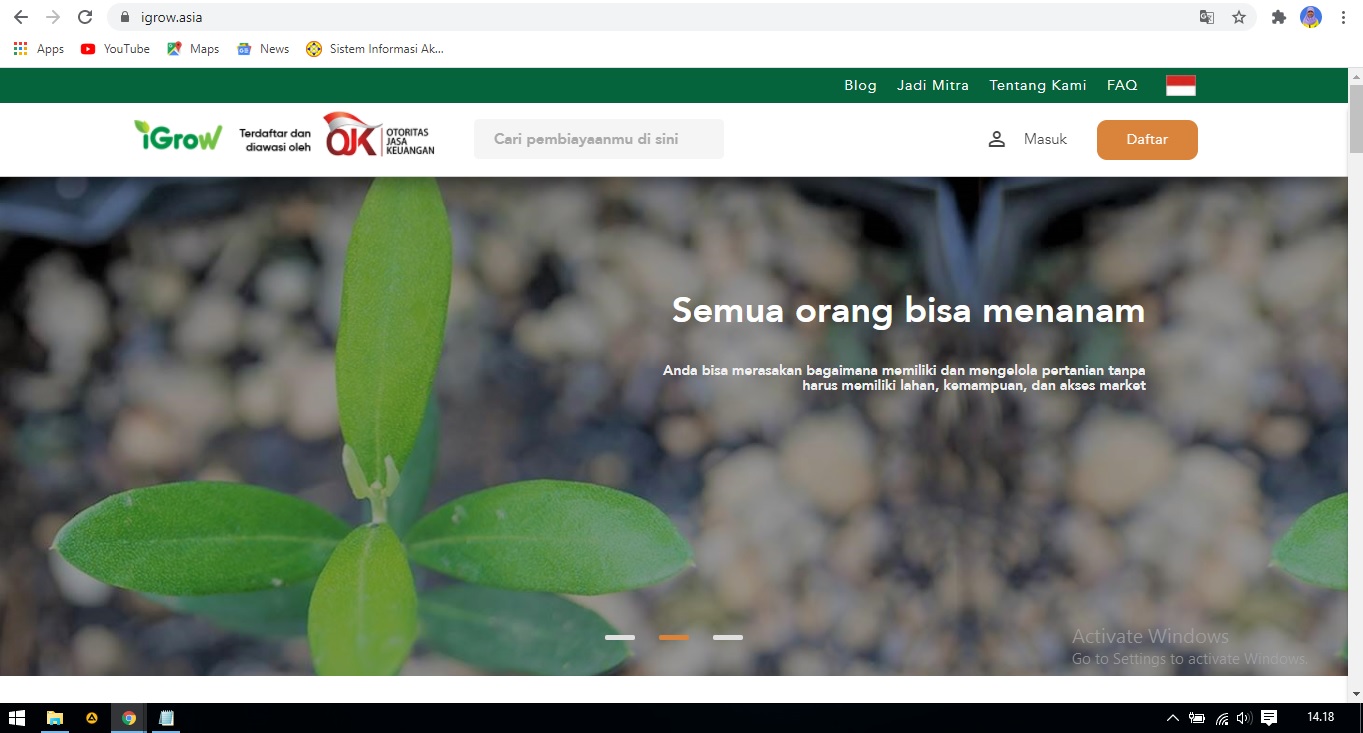 igrow.asia
Apps YouTube Maps News Sistem Informasi Ak...
Blog Jadi Mitra Tentang Kami FAQ
iGrow
Terdaftar dan
diawasi oleh
OJK
OTORITAS
JASA
KEUANGAN
Cari pembiayaanmu di sini
Masuk
Daftar
Semua orang bisa menanam
Anda bisa merasakan bagaimana memiliki dan mengelola pertanian tanpa
harus memiliki lahan, kemampuan, dan akses market
Activate Windows
Go to Settings to activate Windows.
14.18